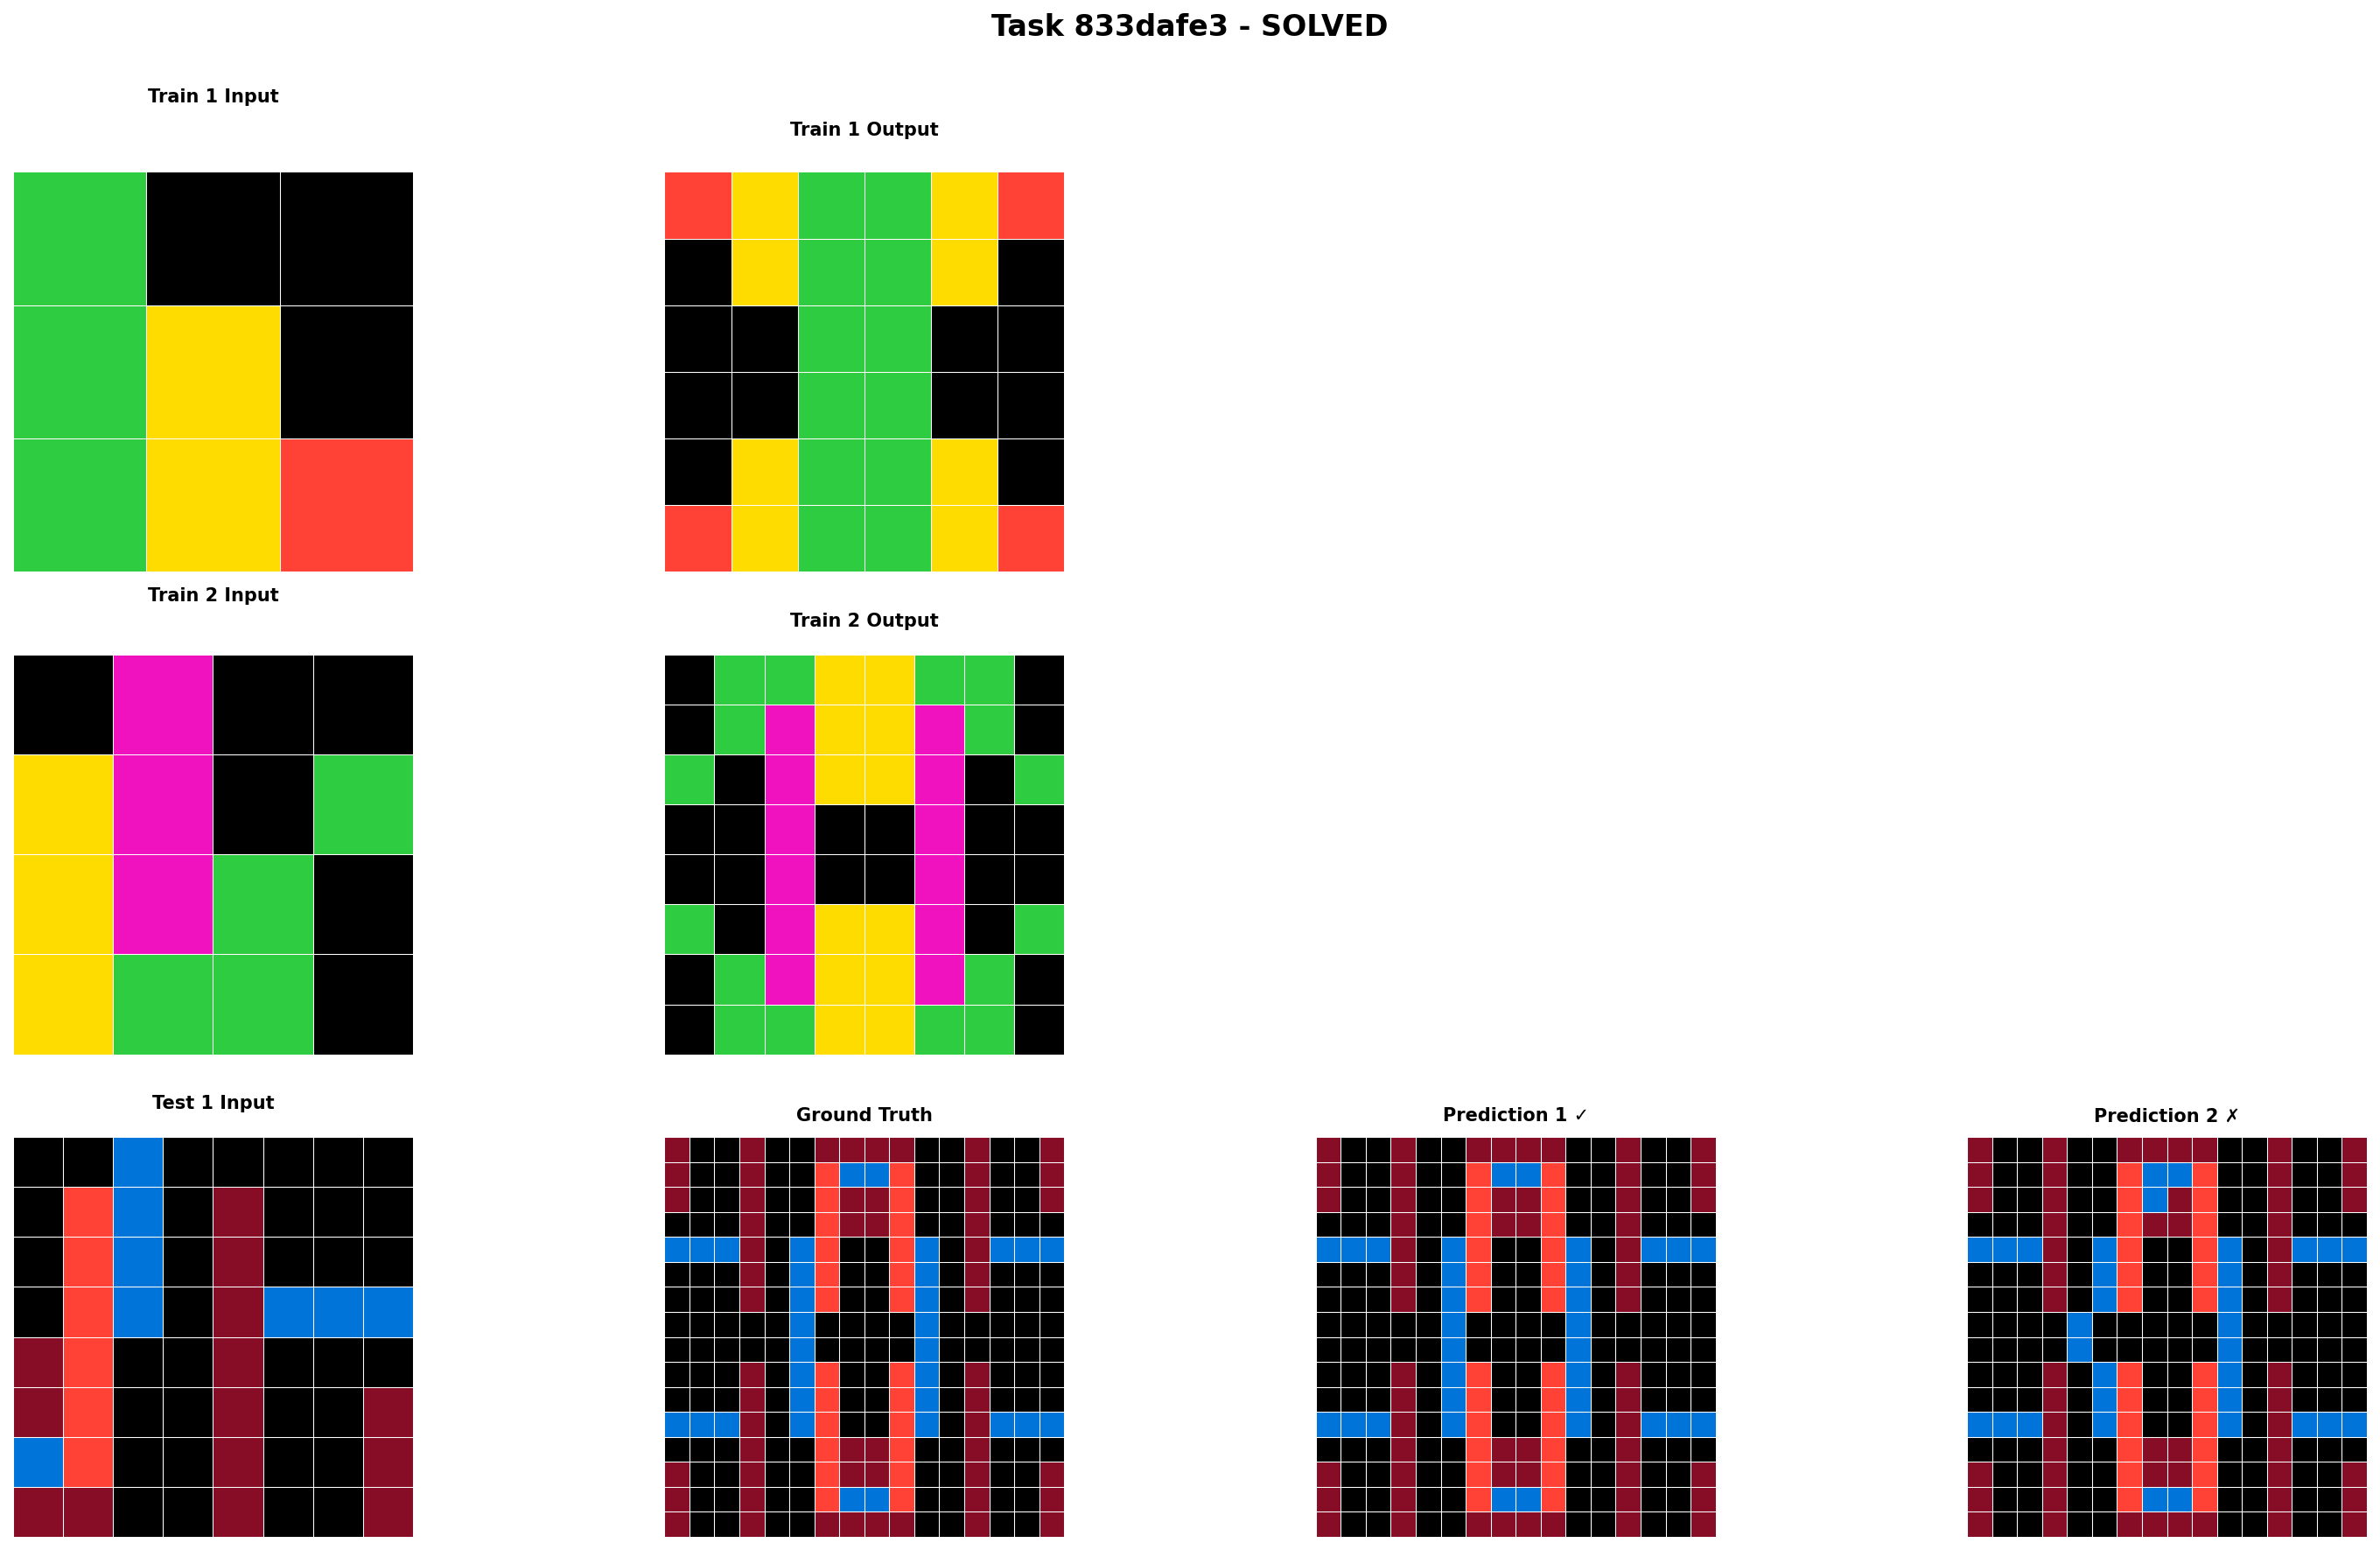 Task 833dafe3 - SOLVED
Train 1 Input
Train 1 Output
Train 2 Input
Train 2 Output
Test 1 Input
Ground Truth
Prediction 1 ✓
Prediction 2 ✗